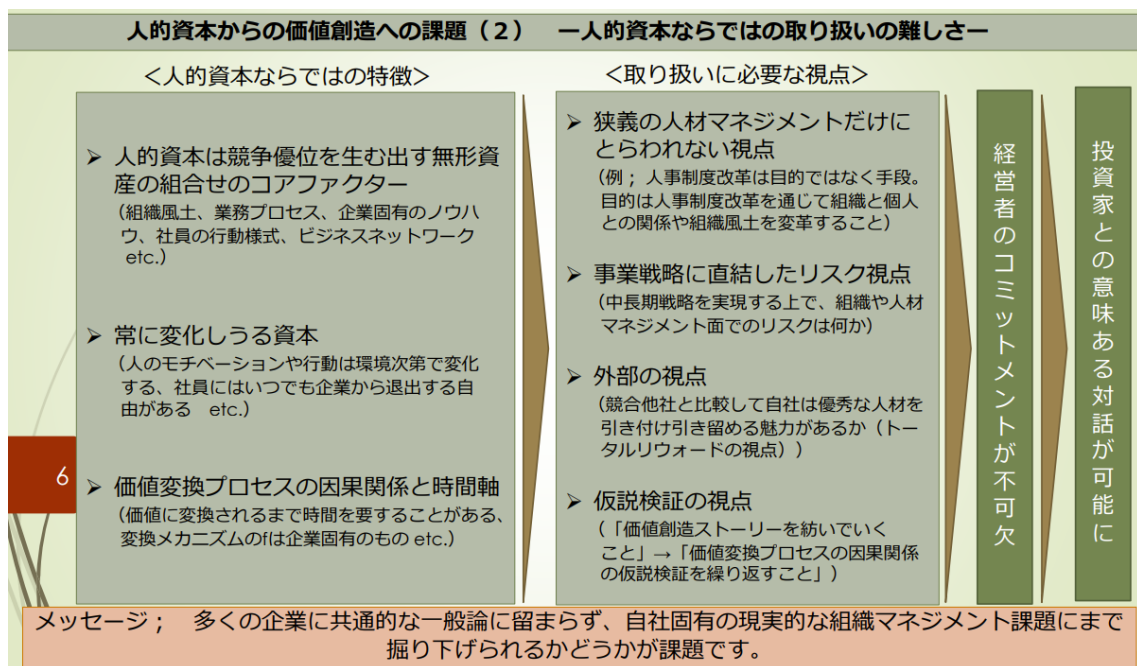 人的資本からの価値創造への課題（２）　ー人的資本ならではの取り扱いの難しさー
＜人的資本ならではの特徴＞
➢ 人的資本は競争優位を生む出す無形資
産の組合せのコアファクター
（組織風土、業務プロセス、企業固有のノウハ
ウ、社員の行動様式、ビジネスネットワーク
etc.）
➢ 常に変化しうる資本
（人のモチベーションや行動は環境次第で変化
する、社員にはいつでも企業から退出する自
由がある　etc.）
➢ 価値変換プロセスの因果関係と時間軸
（価値に変換されるまで時間を要することがある、
変換メカニズムのfは企業固有のもの etc.）
＜取り扱いに必要な視点＞
➢ 狭義の人材マネジメントだけに
とらわれない視点
（例；人事制度改革は目的ではなく手段。
目的は人事制度改革を通じて組織と個人
との関係や組織風土を変革すること）
➢ 事業戦略に直結したリスク視点
（中長期戦略を実現する上で、組織や人材
マネジメント面でのリスクは何か）
➢ 外部の視点
（競合他社と比較して自社は優秀な人材を
引き付け引き留める魅力があるか（トー
タルリウォードの視点））
➢ 仮説検証の視点
（「価値創造ストーリーを紡いでいく
こと」→「価値変換プロセスの因果関係
の仮説検証を繰り返すこと」）
経営者のコミットメントが不可欠
投資家との意味ある対話が可能に
6
メッセージ；　多くの企業に共通的な一般論に留まらず、自社固有の現実的な組織マネジメント課題にまで
掘り下げられるかどうかが課題です。